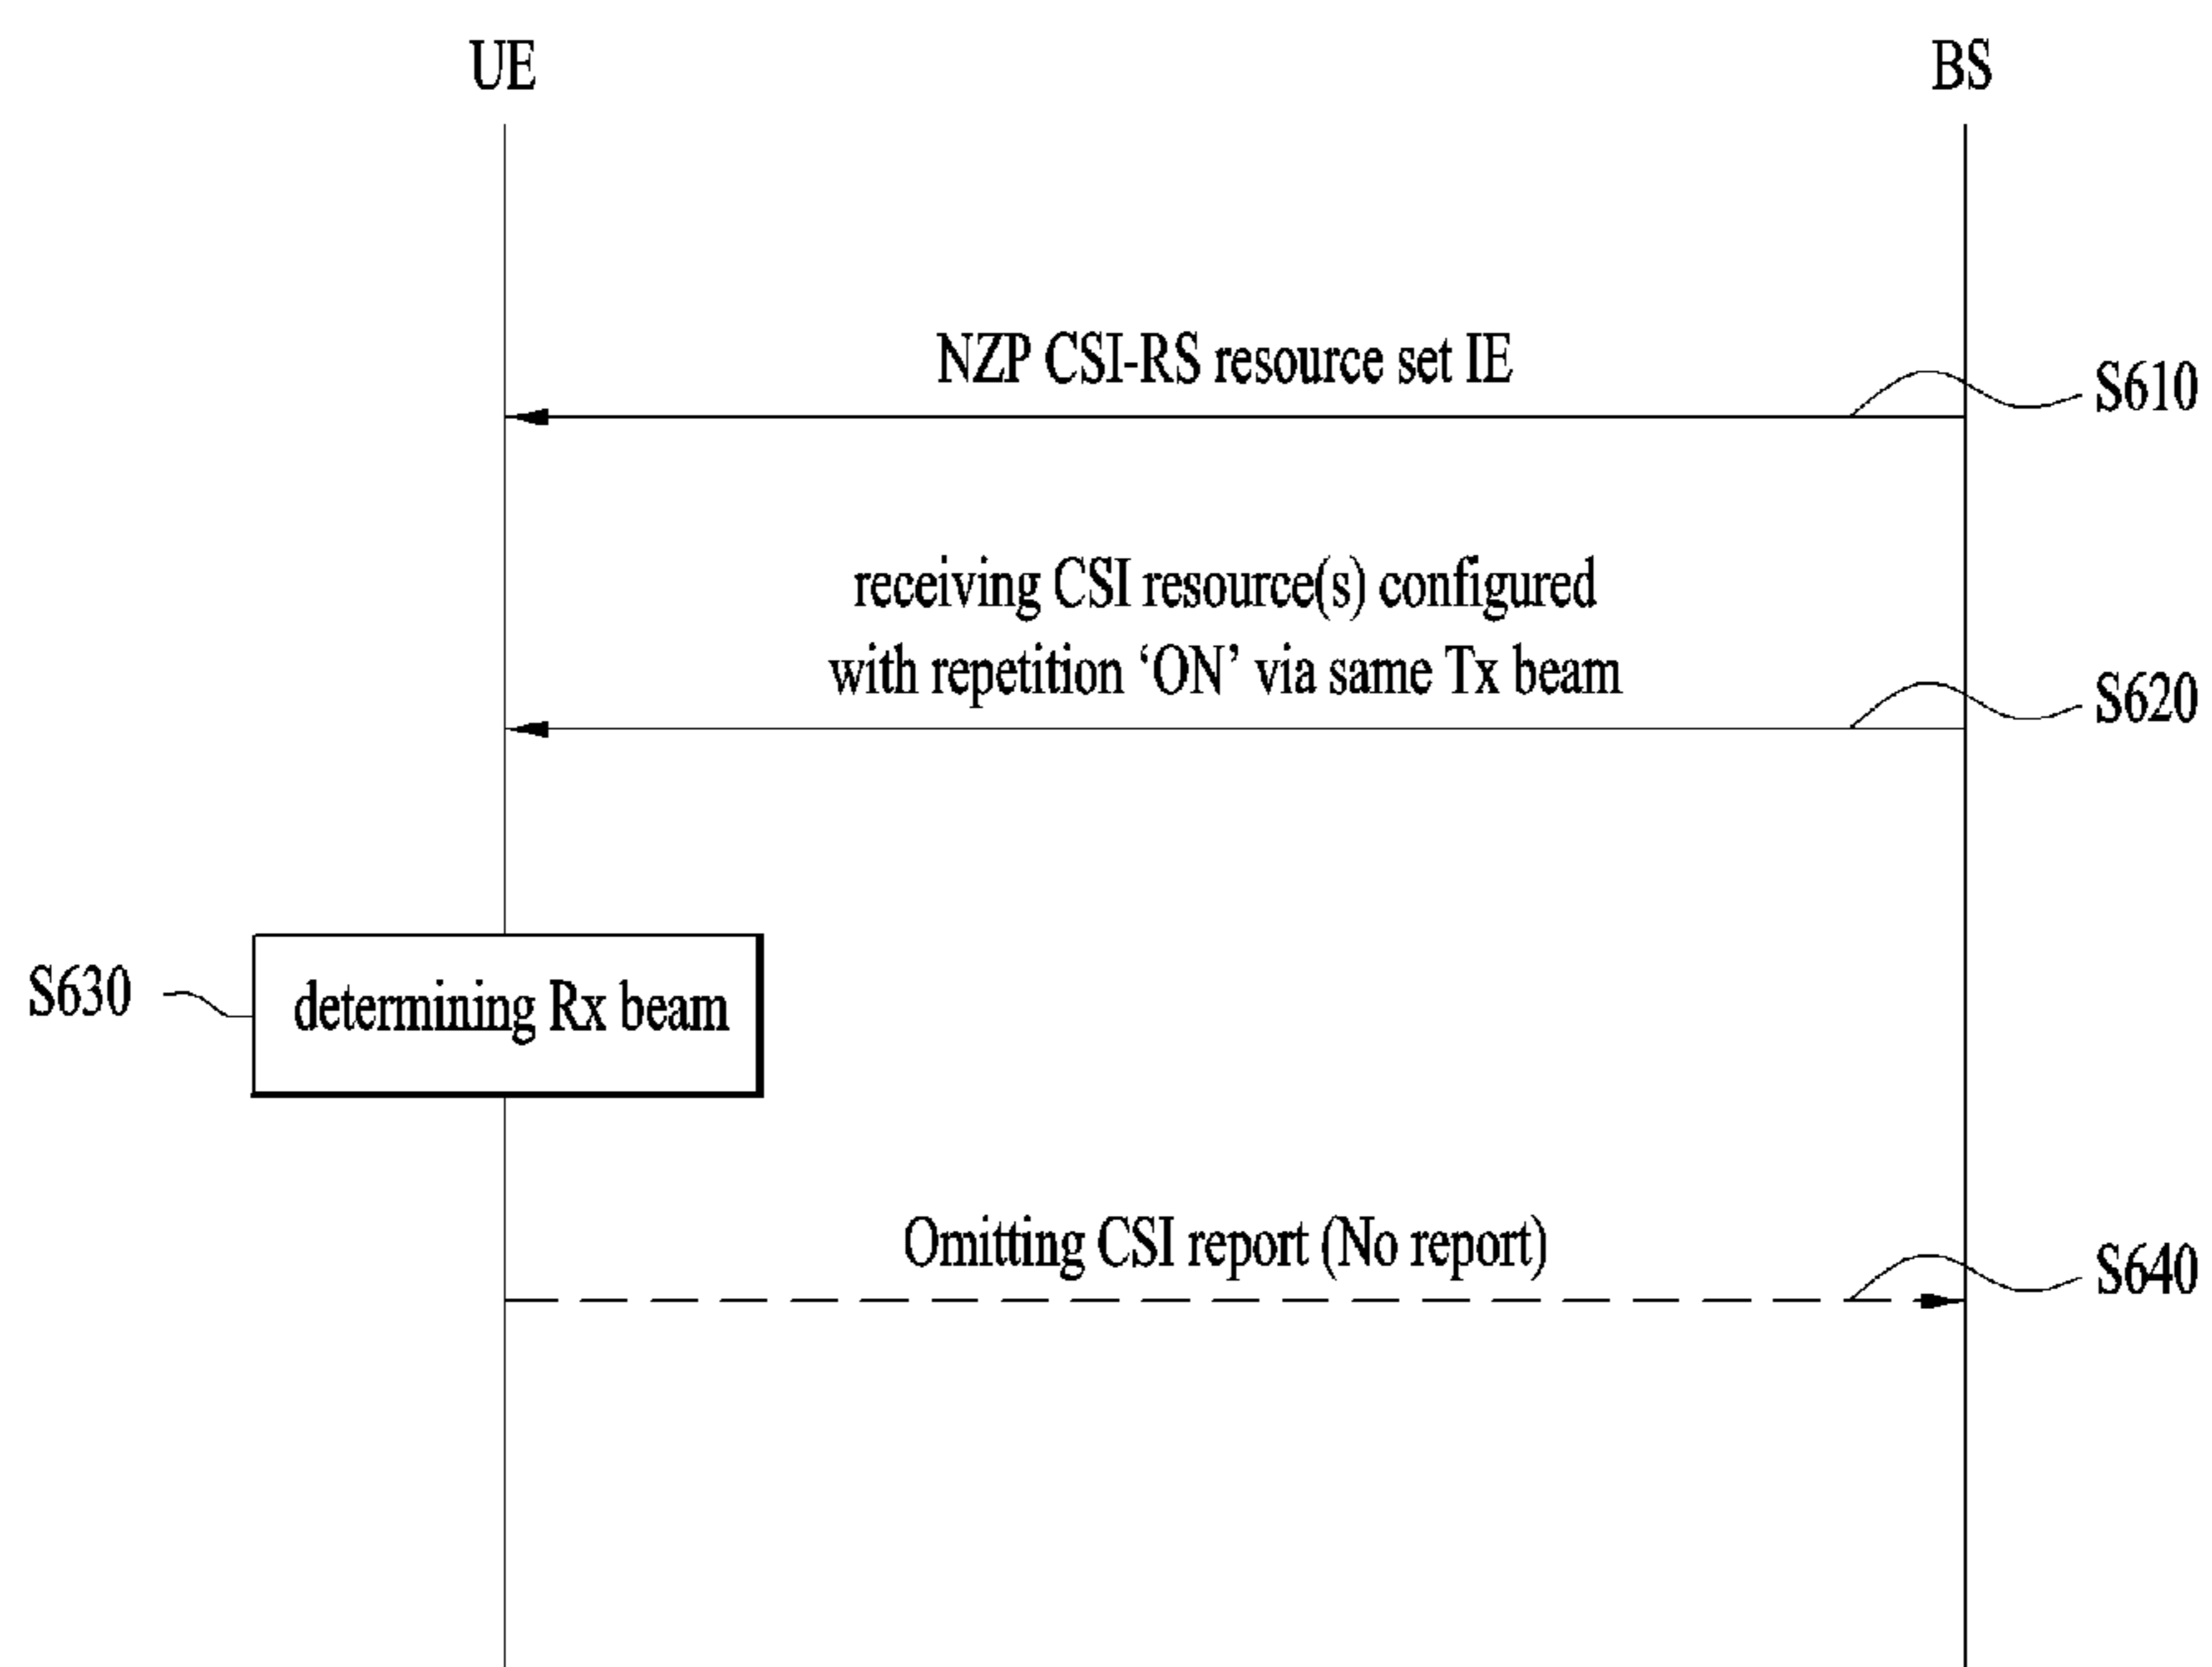 UE
BS
NZP CSI-RS resource set IE
S610
receiving CSI resource(s) configured
with repetition ‘ON’ via same Tx beam
S620
S630
determining Rx beam
Omitting CSI report (No report)
S640